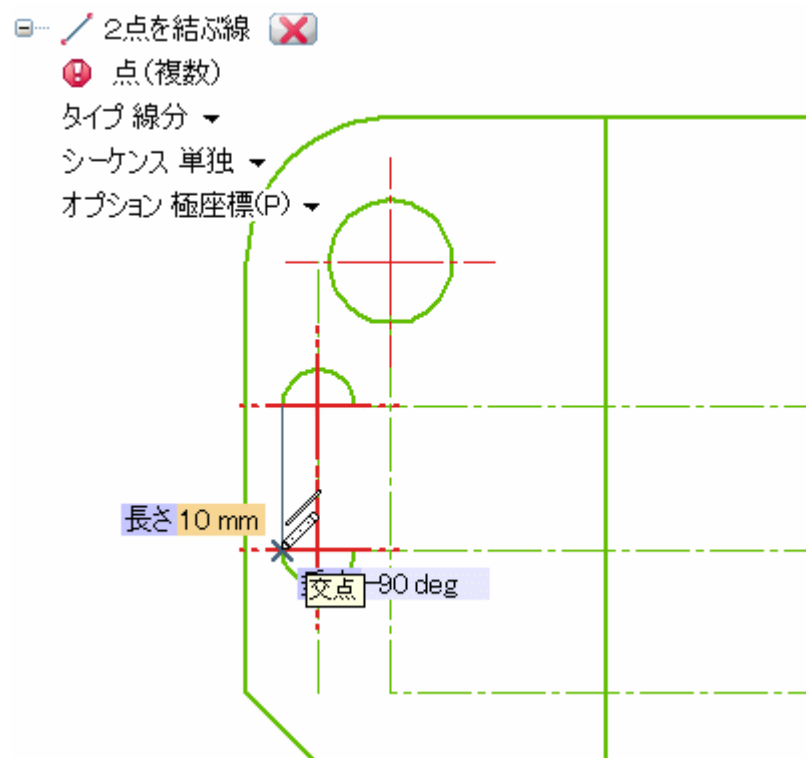 2点を結ぶ線
点(複数)
タイプ 線分
シーケンス 単独
オプション 極座標(P)
長さ 10 mm
-90 deg
交点